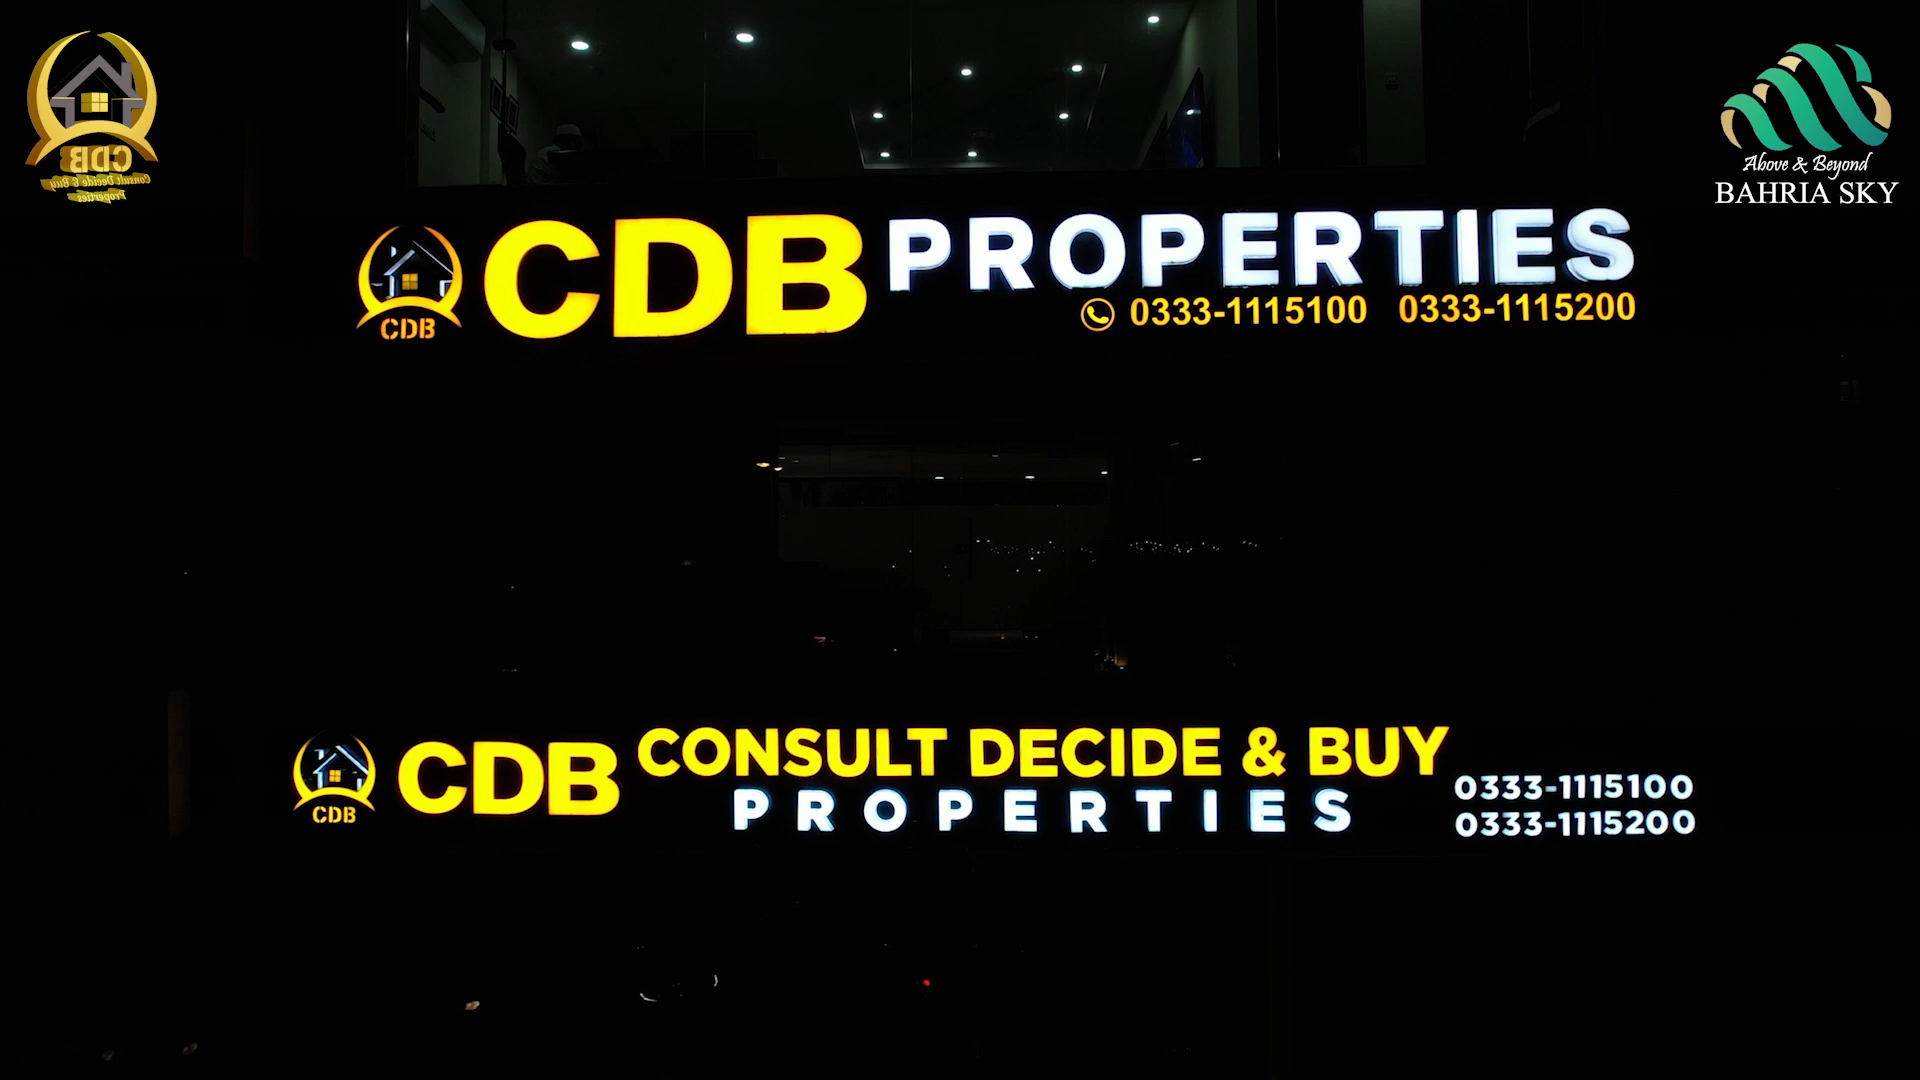 CDB
Consult Decide & Buy
Properties
Above & Beyond
BAHRIA SKY
CDB
CDB PROPERTIES
0333-1115100 0333-1115200
CDB
CDB CONSULT DECIDE & BUY
PROPERTIES
0333-1115100
0333-1115200